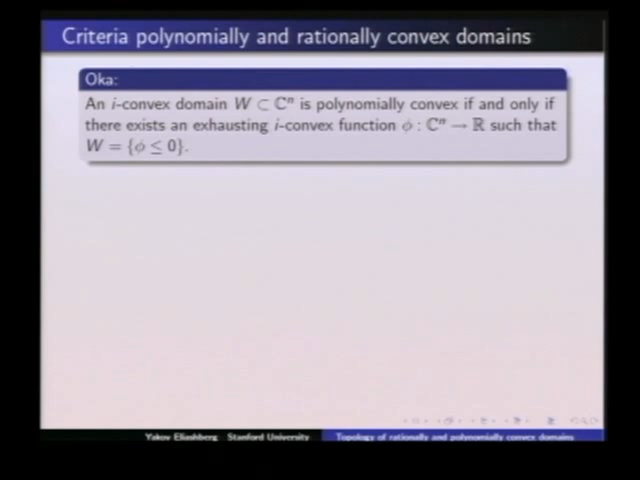 Criteria polynomially and rationally convex domains
Oka:
An i-convex domain W ⊂ ℂⁿ is polynomially convex if and only if
there exists an exhausting i-convex function ϕ : ℂⁿ → ℝ such that
W = {ϕ ≤ 0}.
Yakov Eliashberg Stanford University Topology of rationally and polynomially convex domains